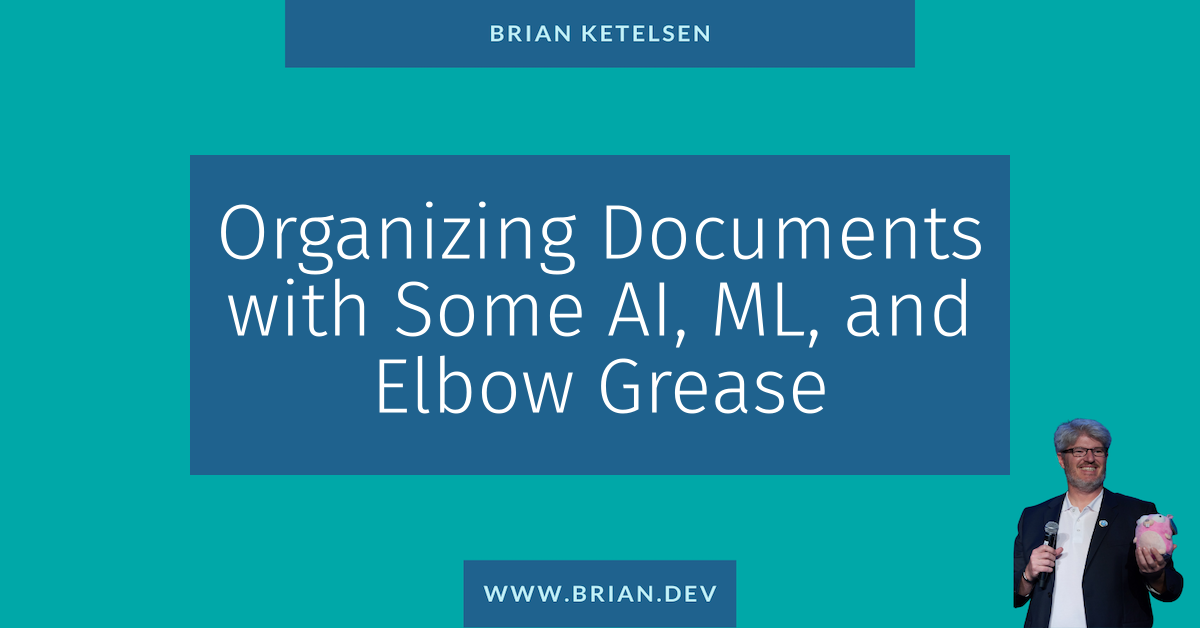 BRIAN KETELSEN
Organizing Documents
with Some AI, ML, and
Elbow Grease
WWW.BRIAN.DEV